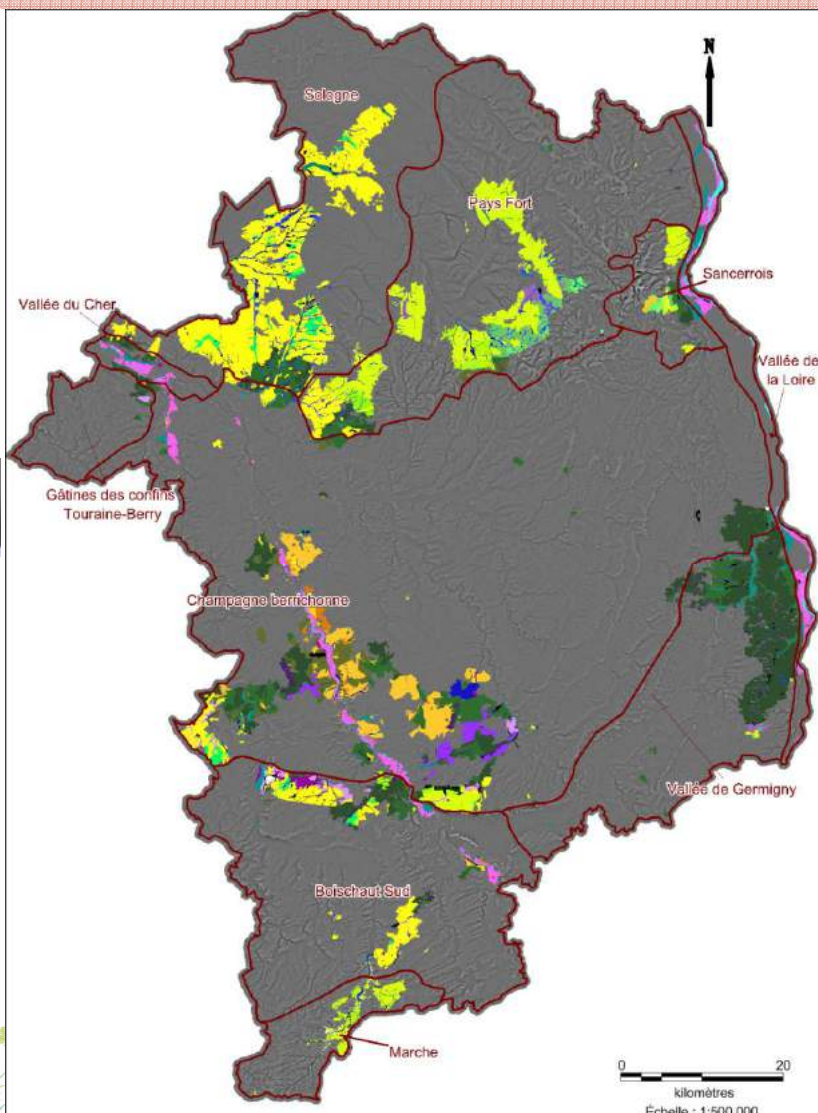 N
Sologne
Pays Fort
Sancerrois
Vallée du Cher
Vallée de
la Loire
Gâtines des confins
Touraine-Berry
Champagne berrichonne
Vallée de Germigny
Boischaut Sud
Marche
0 20
kilomètres
Échelle : 1:500 000